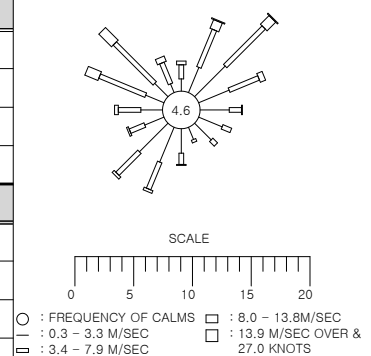 4.6
SCALE
0 5 10 15 20
: FREQUENCY OF CALMS
: 0.3 - 3.3 M/SEC
: 3.4 - 7.9 M/SEC
: 8.0 - 13.8M/SEC
: 13.9 M/SEC OVER &
27.0 KNOTS